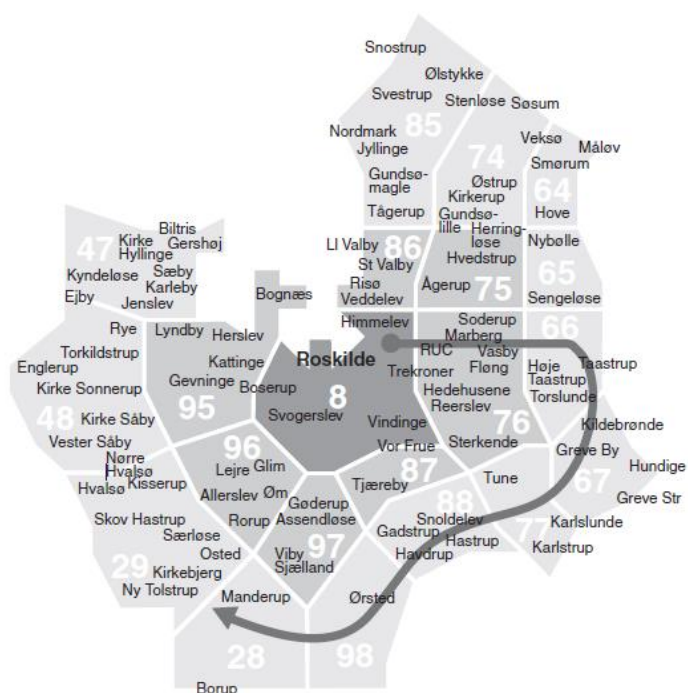 Snostrup
Ølstykke
Svestrup
Stenløse
Søsum
85
Nordmark
Jyllinge
74
Veksø
Måløv
Smørum
Gundsø-
magle
Østrup
Kirkerup
64
Tågerup
Gundsø-
lille
Herring-
løse
Hove
Biltris
47
Kirke
Hyllinge
Gershøj
Ll Valby
86
Hvedstrup
Nybølle
Kyndeløse
Sæby
Karleby
St Valby
65
Ejby
Jenslev
Bognæs
Risø
Veddelev
Ågerup
75
Sengeløse
Rye
Lyndby
Herslev
Himmelev
Soderup
Marberg
66
Torkildstrup
Kattinge
Roskilde
RUC
Vasby
Høje
Taastrup
Taastrup
Englerup
Gevninge
Boserup
8
Trekroner
Fløng
Kirke Sonnerup
95
Hedehusene
Reerslev
Torslunde
48
Kirke Såby
Svogerslev
Vindinge
76
Kildebrønde
Vester Såby
96
Vor Frue
Sterkende
Greve By
Nørre
Hvalsø
Lejre
Glim
87
67
Hundige
Hvalsø
Kisserup
Tjæreby
Tune
Allerslev
Øm
Gøderup
88
Greve Str
Skov Hastrup
Rorup
Assendløse
Snoldelev
77
Karlslunde
Særløse
97
Gadstrup
Hastrup
Osted
Viby
Sjælland
Havdrup
Karlstrup
29
Kirkebjerg
Ny Tolstrup
Manderup
Ørsted
28
98
Borup